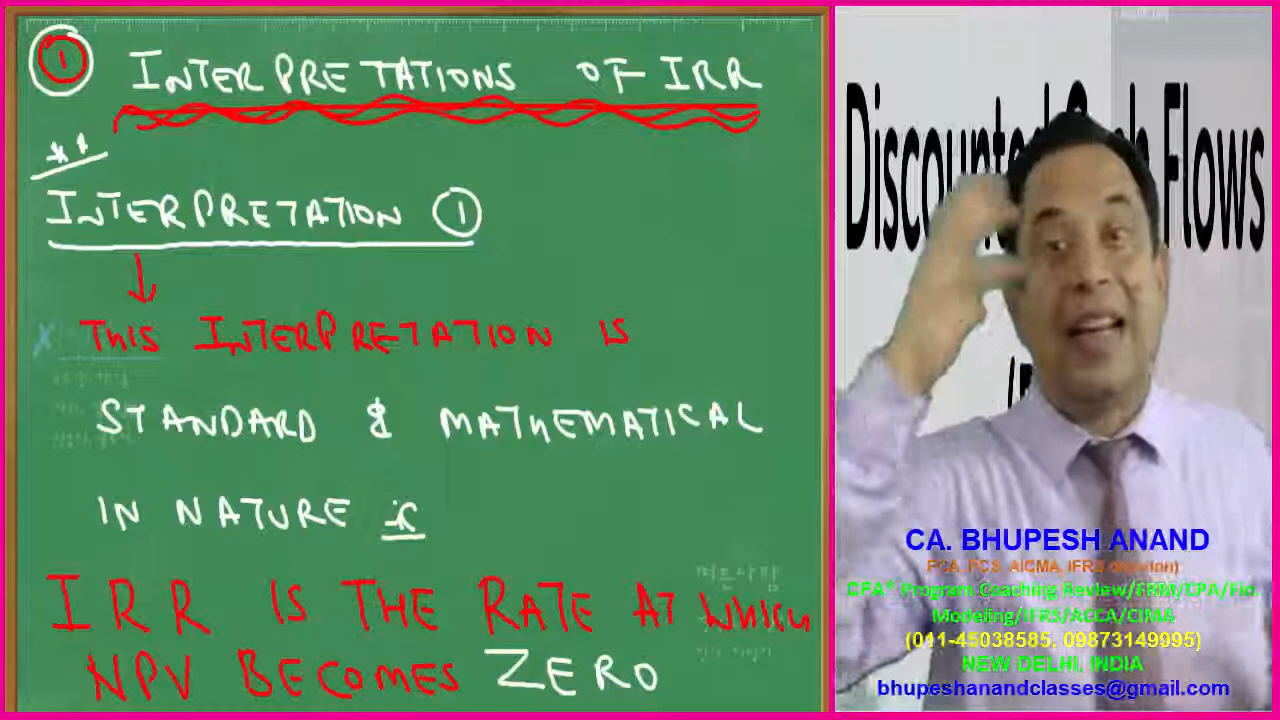 1 INTERPRETATIONS OF IRR
**
INTERPRETATION 1
THIS INTERPRETATION IS
STANDARD & MATHEMATICAL
IN NATURE ie
IRR IS THE RATE AT WHICH
NPV BECOMES ZERO
Discounted Cash Flows
CA. BHUPESH ANAND
FCA, FCS, AICMA, IFRS
CFA® Program Coaching Review/FRM/CPA/Fin.
Modeling/IFRS/ACCA/CIMA
(011-45038585, 09873149995)
NEW DELHI, INDIA
bhupeshanandclasses@gmail.com